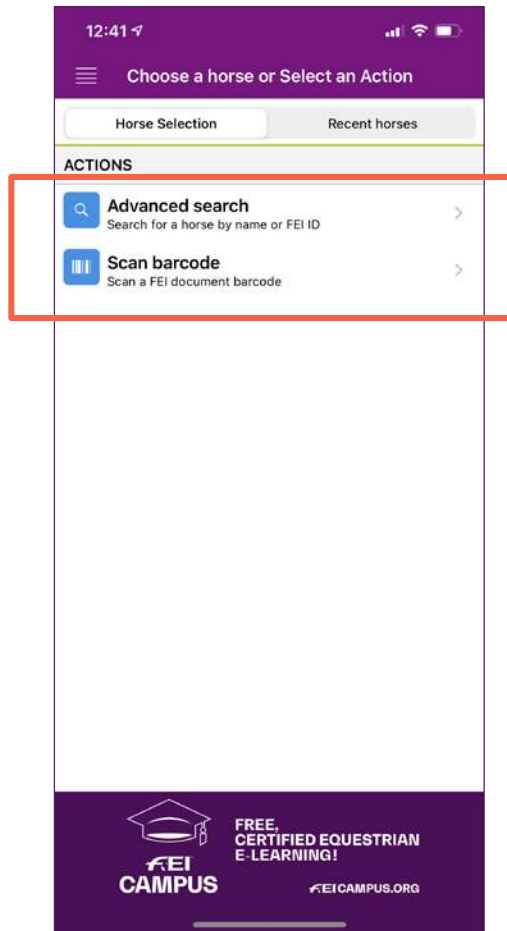 12:41
Choose a horse or Select an Action
Horse Selection Recent horses
ACTIONS
Advanced search
Search for a horse by name or FEI ID
Scan barcode
Scan a FEI document barcode
FREE,
CERTIFIED EQUESTRIAN
E-LEARNING!
FEI
CAMPUS
FEICAMPUS.ORG